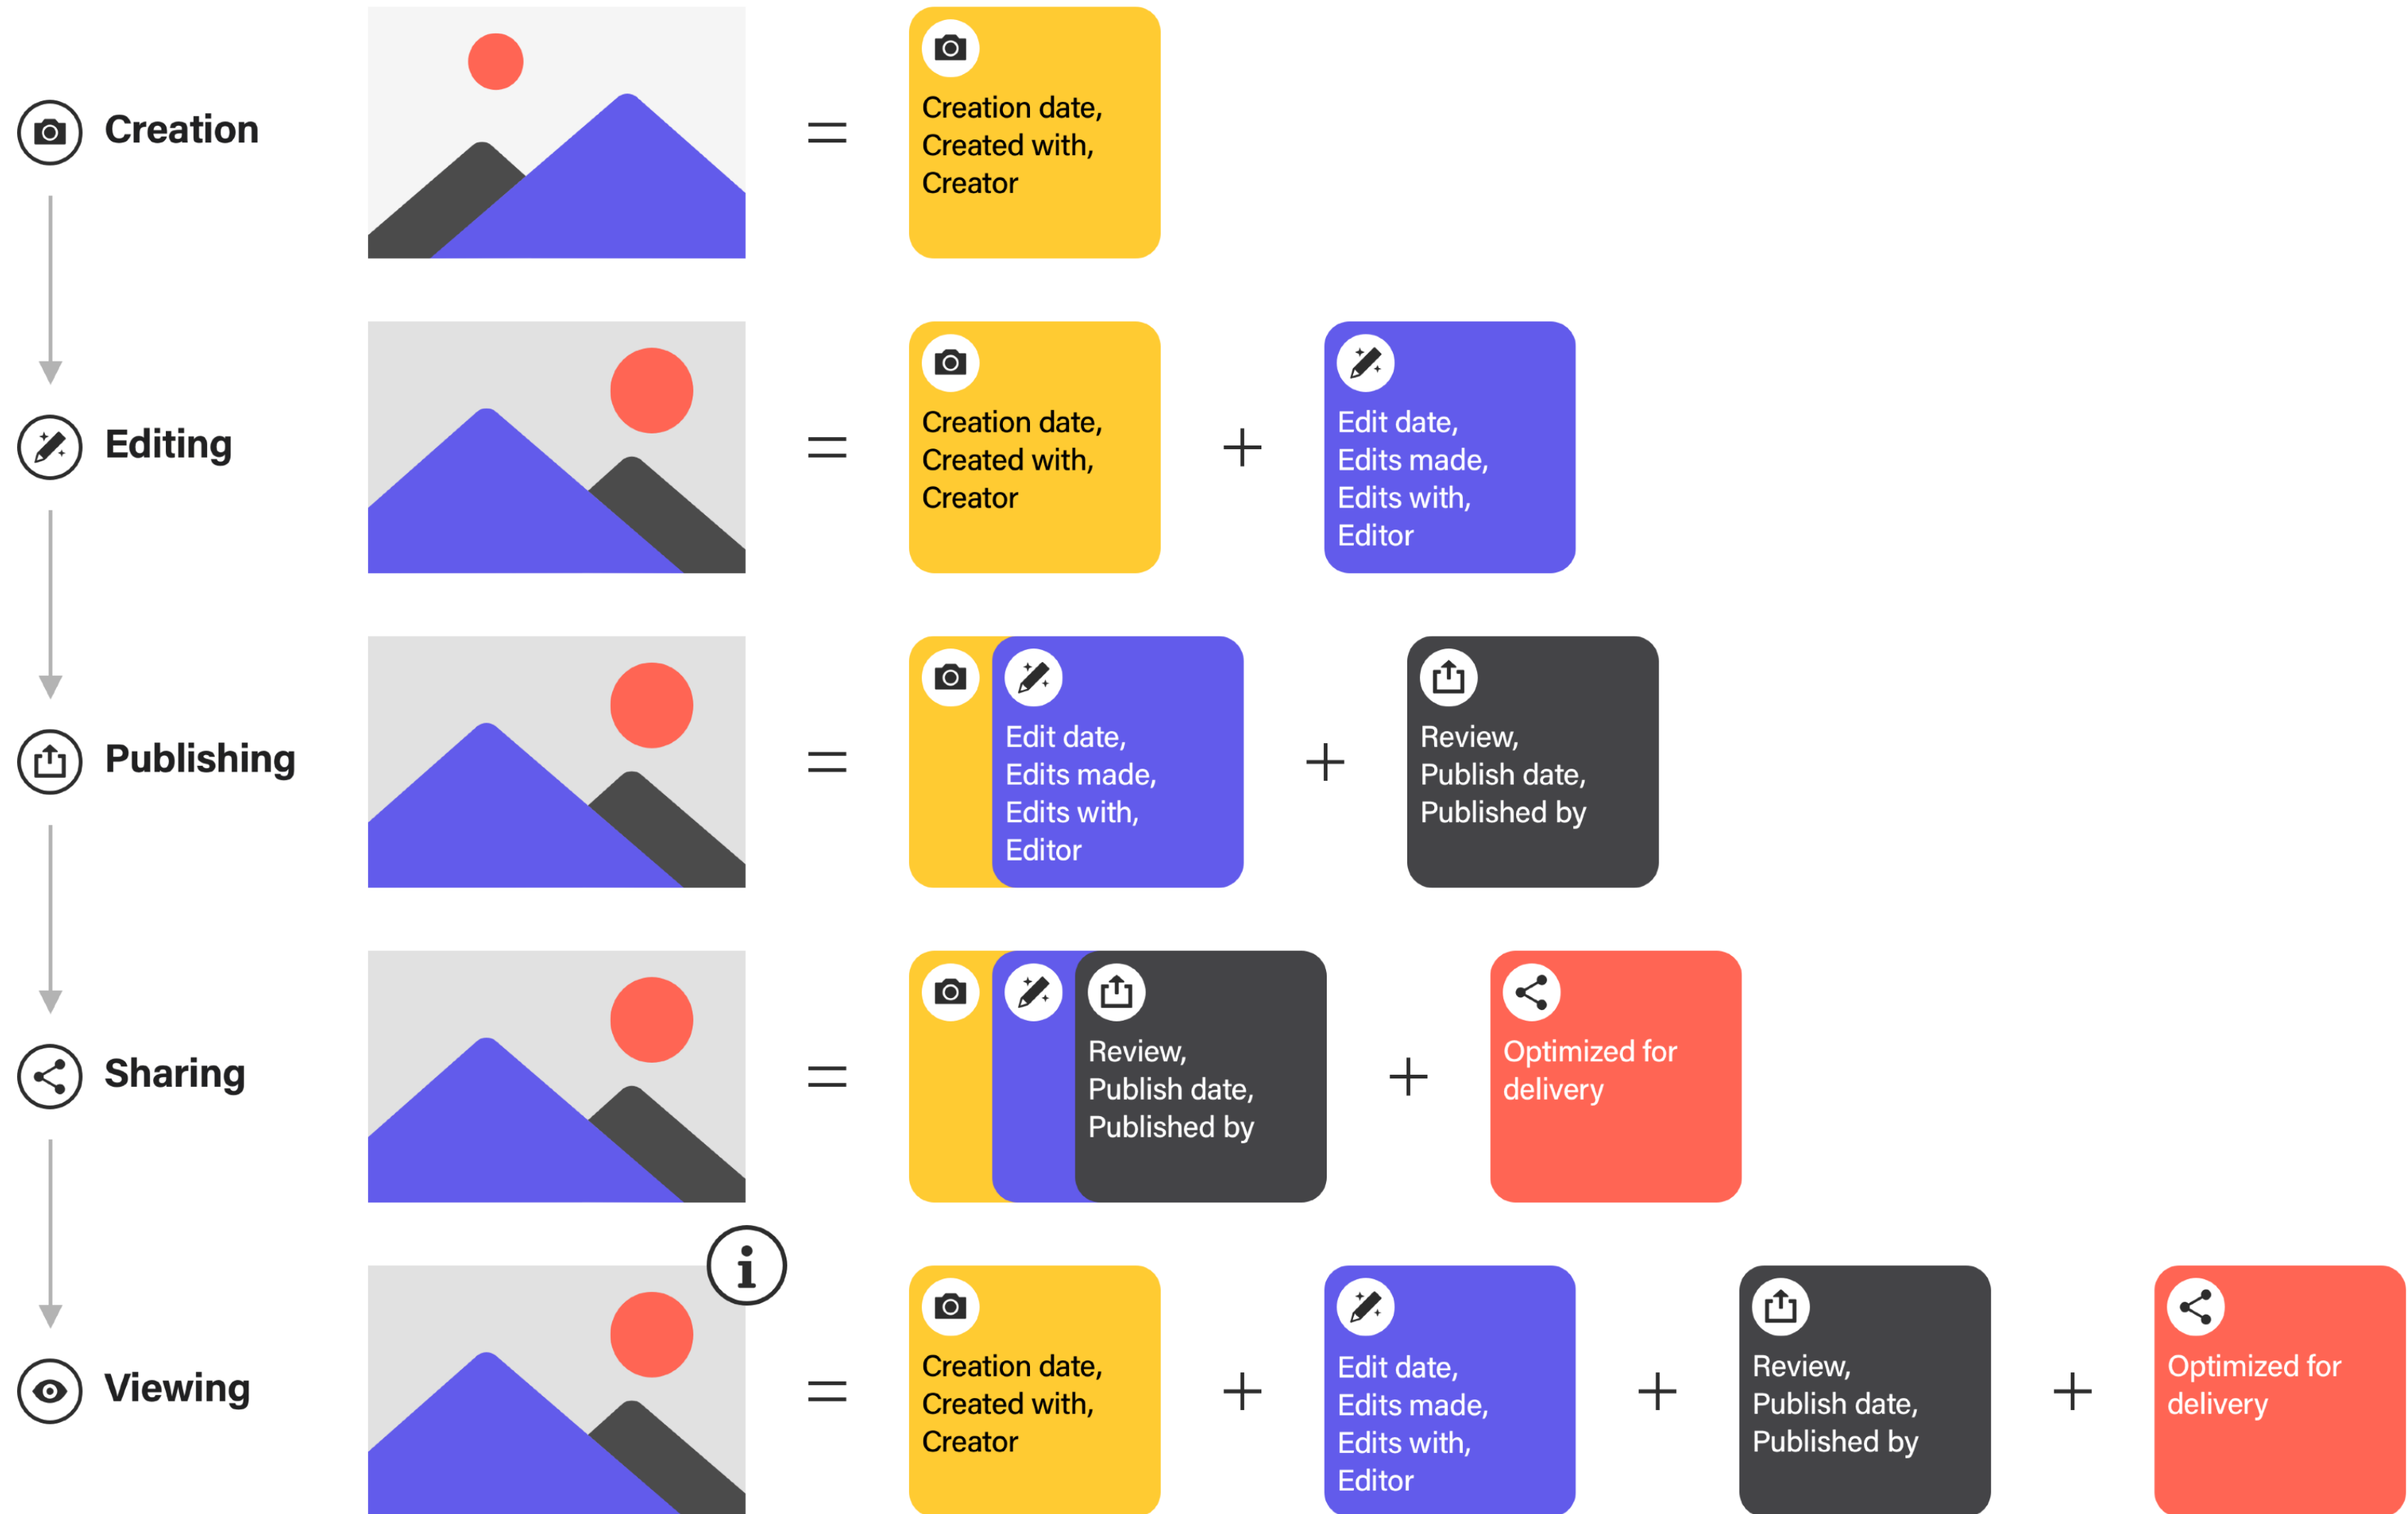 Creation
Creation date,
Created with,
Creator
Editing
Creation date,
Created with,
Creator
Edit date,
Edits made,
Edits with,
Editor
Publishing
Edit date,
Edits made,
Edits with,
Editor
Review,
Publish date,
Published by
Sharing
Review,
Publish date,
Published by
Optimized for
delivery
Viewing
Creation date,
Created with,
Creator
Edit date,
Edits made,
Edits with,
Editor
Review,
Publish date,
Published by
Optimized for
delivery